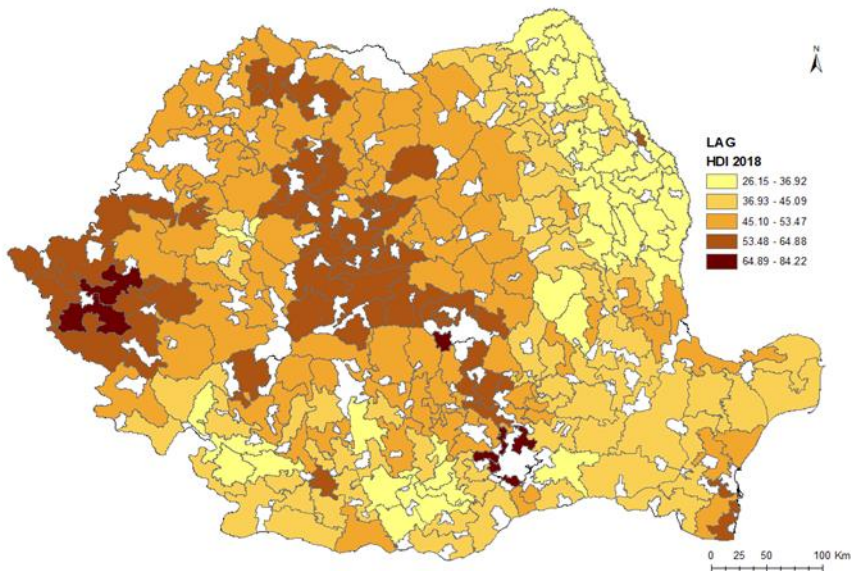 N
LAG
HDI 2018
26.15 - 36.92
36.93 - 45.09
45.10 - 53.47
53.48 - 64.88
64.89 - 84.22
0 25 50 100 Km